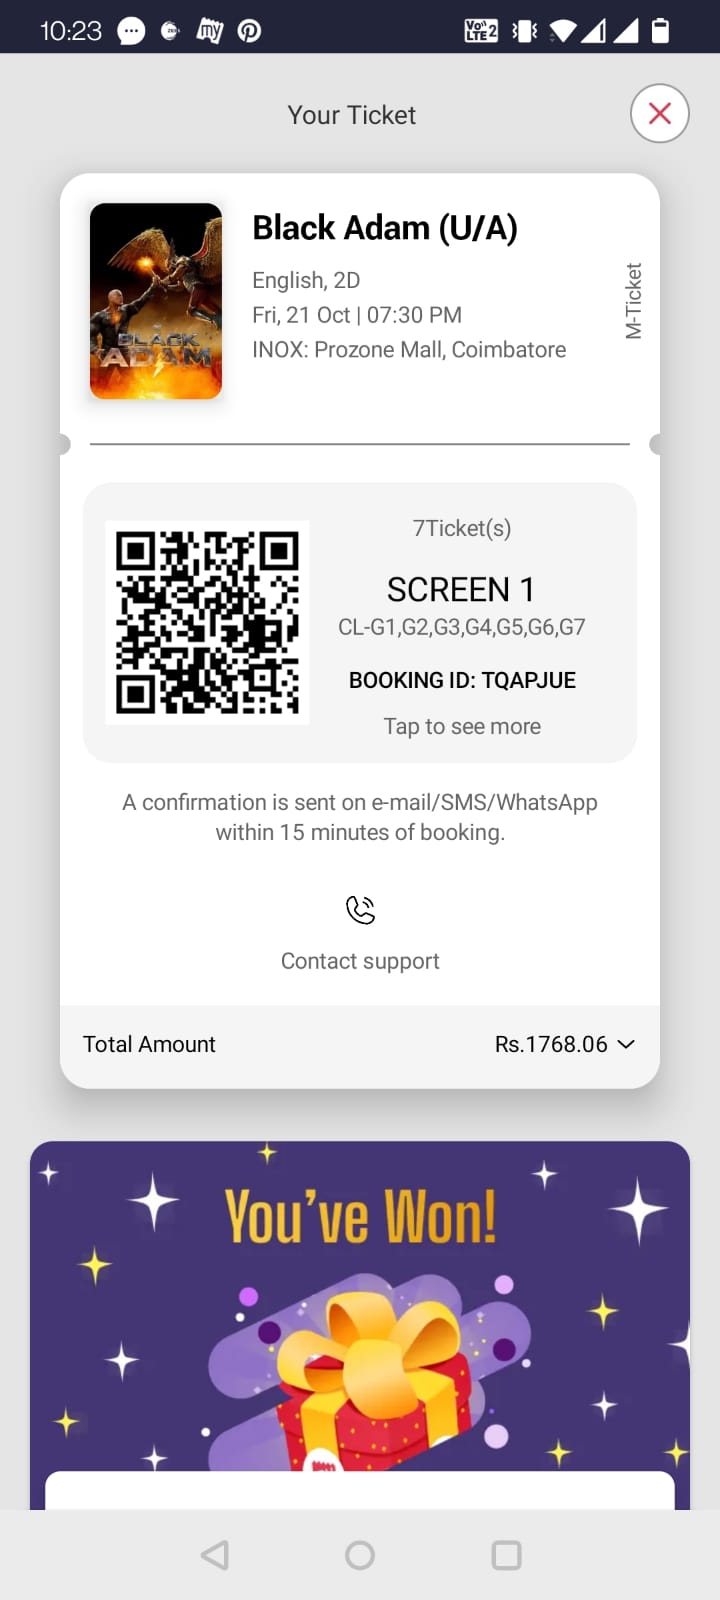 10:23
Vo))
LTE 2
Your Ticket
BLACK
ADAM
Black Adam (U/A)
English, 2D
Fri, 21 Oct | 07:30 PM
INOX: Prozone Mall, Coimbatore
M-Ticket
7Ticket(s)
SCREEN 1
CL-G1,G2,G3,G4,G5,G6,G7
BOOKING ID: TQAPJUE
Tap to see more
A confirmation is sent on e-mail/SMS/WhatsApp
within 15 minutes of booking.
Contact support
Total Amount
Rs.1768.06
You've Won!